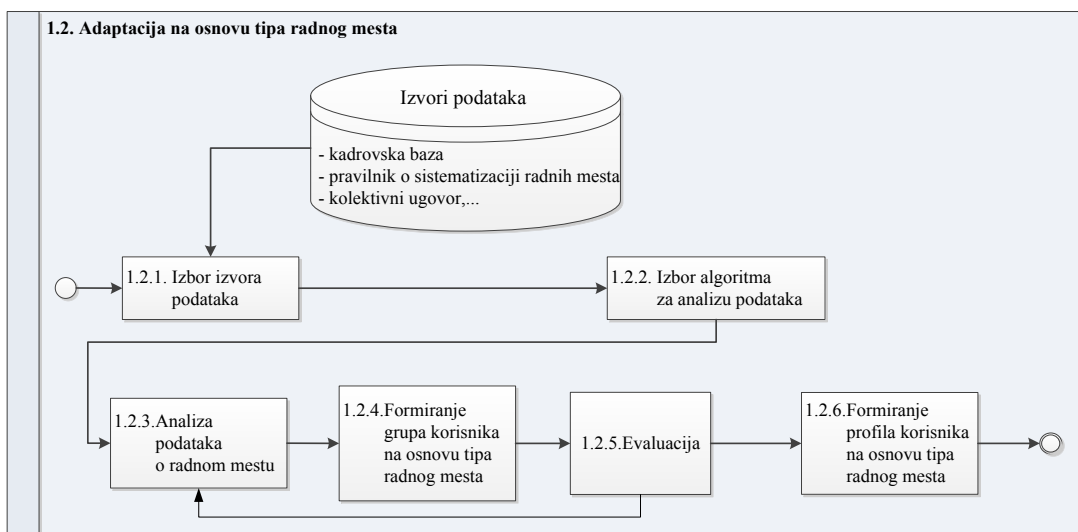 1.2. Adaptacija na osnovu tipa radnog mesta
Izvori podataka
- kadrovska baza
- pravilnik o sistematizaciji radnih mesta
- kolektivni ugovor,...
1.2.1. Izbor izvora
podataka
1.2.2. Izbor algoritma
za analizu podataka
1.2.3.Analiza
podataka
o radnom mestu
1.2.4.Formiranje
grupa korisnika
na osnovu tipa
radnog mesta
1.2.5.Evaluacija
1.2.6.Formiranje
profila korisnika
na osnovu tipa
radnog mesta